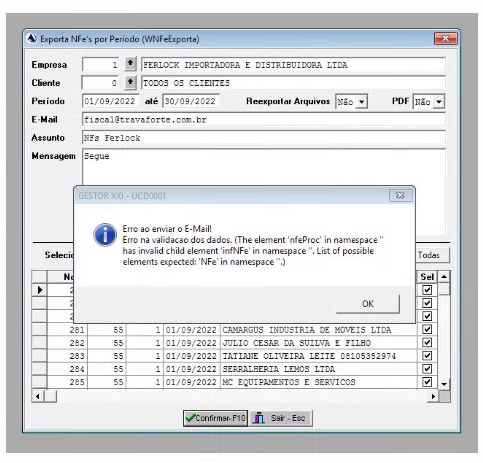 Exporta NFe's por Período (WNFeExporta)
Empresa 1 FERLOCK IMPORTADORA E DISTRIBUIDORA LTDA
Cliente 0 TODOS OS CLIENTES
Período 01/09/2022 até 30/09/2022 Reexportar Arquivos Não PDF Não
E-Mail fiscal@travaforte.com.br
Assunto NFs Ferlock
Mensagem Segue
GESTOR XXI - UCD0001
Erro ao enviar o E-Mail!
Erro na validacao dos dados. (The element 'nfeProc' in namespace ''
has invalid child element 'infNFe' in namespace ''. List of possible
elements expected: 'NFe' in namespace ''.)
OK
Selecio Todas
Sel
281 55 1 01/09/2022 CAMARGUS INDUSTRIA DE MOVEIS LTDA
282 55 1 01/09/2022 JULIO CESAR DA SUILVA E FILHO
283 55 1 01/09/2022 TATIANE OLIVEIRA LEITE 08105352974
284 55 1 01/09/2022 SERRALHERIA LEMOS LTDA
285 55 1 01/09/2022 MC EQUIPAMENTOS E SERVICOS
Confirmar-F10 Sair - Esc